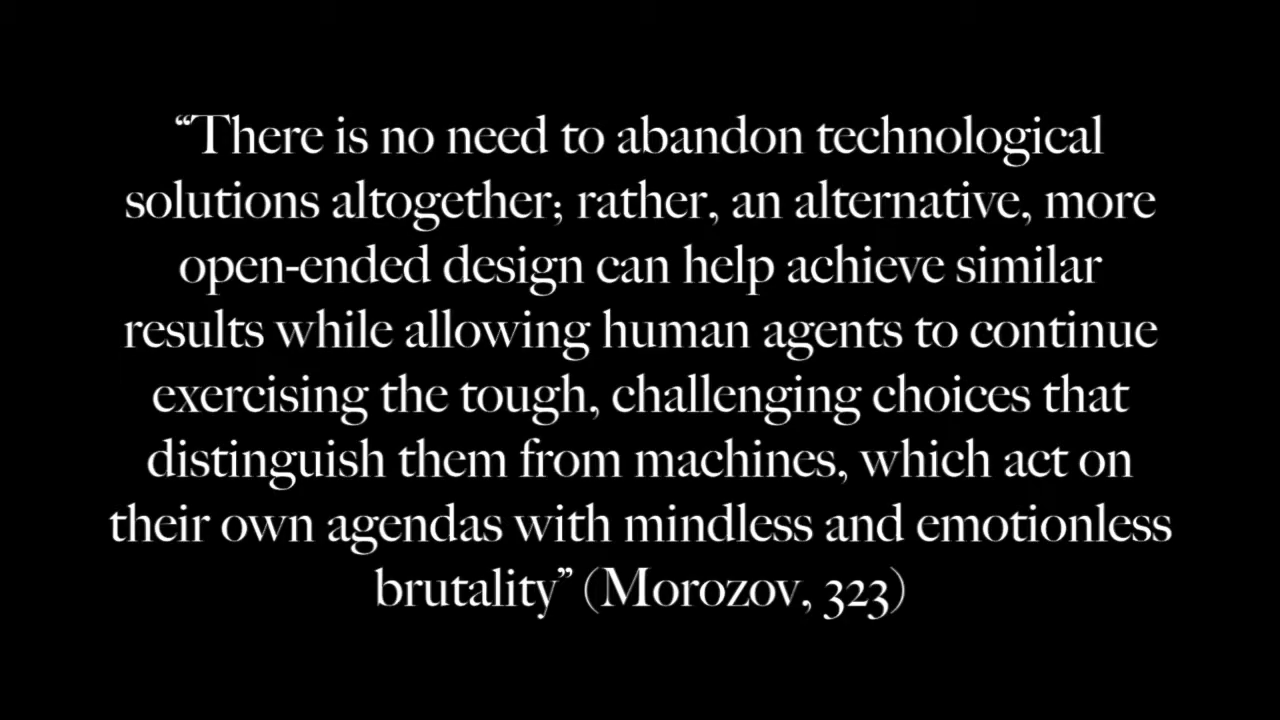 “There is no need to abandon technological
solutions altogether; rather, an alternative, more
open-ended design can help achieve similar
results while allowing human agents to continue
exercising the tough, challenging choices that
distinguish them from machines, which act on
their own agendas with mindless and emotionless
brutality” (Morozov, 323)